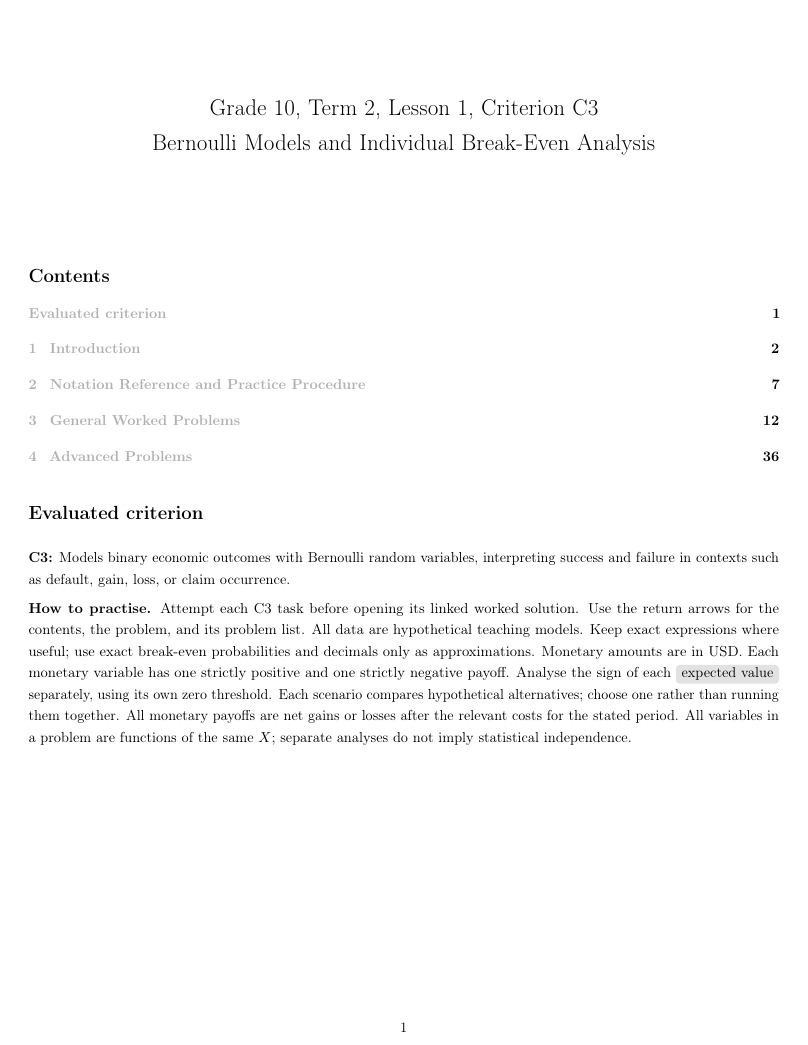 Grade 10, Term 2, Lesson 1, Criterion C3
Bernoulli Models and Individual Break-Even Analysis
Contents
Evaluated criterion 1
1 Introduction 2
2 Notation Reference and Practice Procedure 7
3 General Worked Problems 12
4 Advanced Problems 36
Evaluated criterion
C3: Models binary economic outcomes with Bernoulli random variables, interpreting success and failure in contexts such
as default, gain, loss, or claim occurrence.
How to practise. Attempt each C3 task before opening its linked worked solution. Use the return arrows for the
contents, the problem, and its problem list. All data are hypothetical teaching models. Keep exact expressions where
useful; use exact break-even probabilities and decimals only as approximations. Monetary amounts are in USD. Each
monetary variable has one strictly positive and one strictly negative payoff. Analyse the sign of each expected value
separately, using its own zero threshold. Each scenario compares hypothetical alternatives; choose one rather than running
them together. All monetary payoffs are net gains or losses after the relevant costs for the stated period. All variables in
a problem are functions of the same X; separate analyses do not imply statistical independence.
1